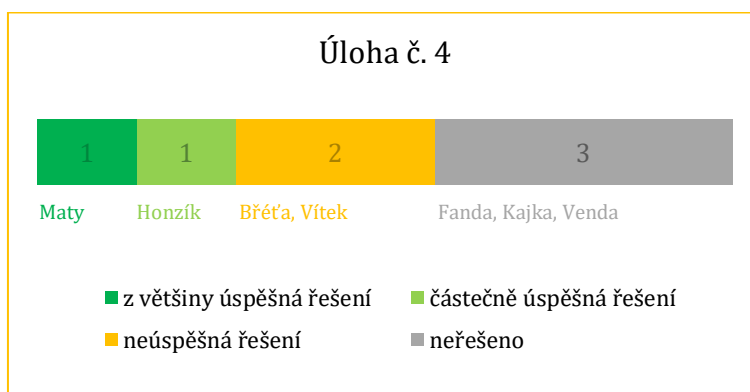 Úloha č. 4
1 1 2 3
Maty Honzík Břéťa, Vítek Fanda, Kajka, Venda
z většiny úspěšná řešení částečně úspěšná řešení
neúspěšná řešení neřešeno